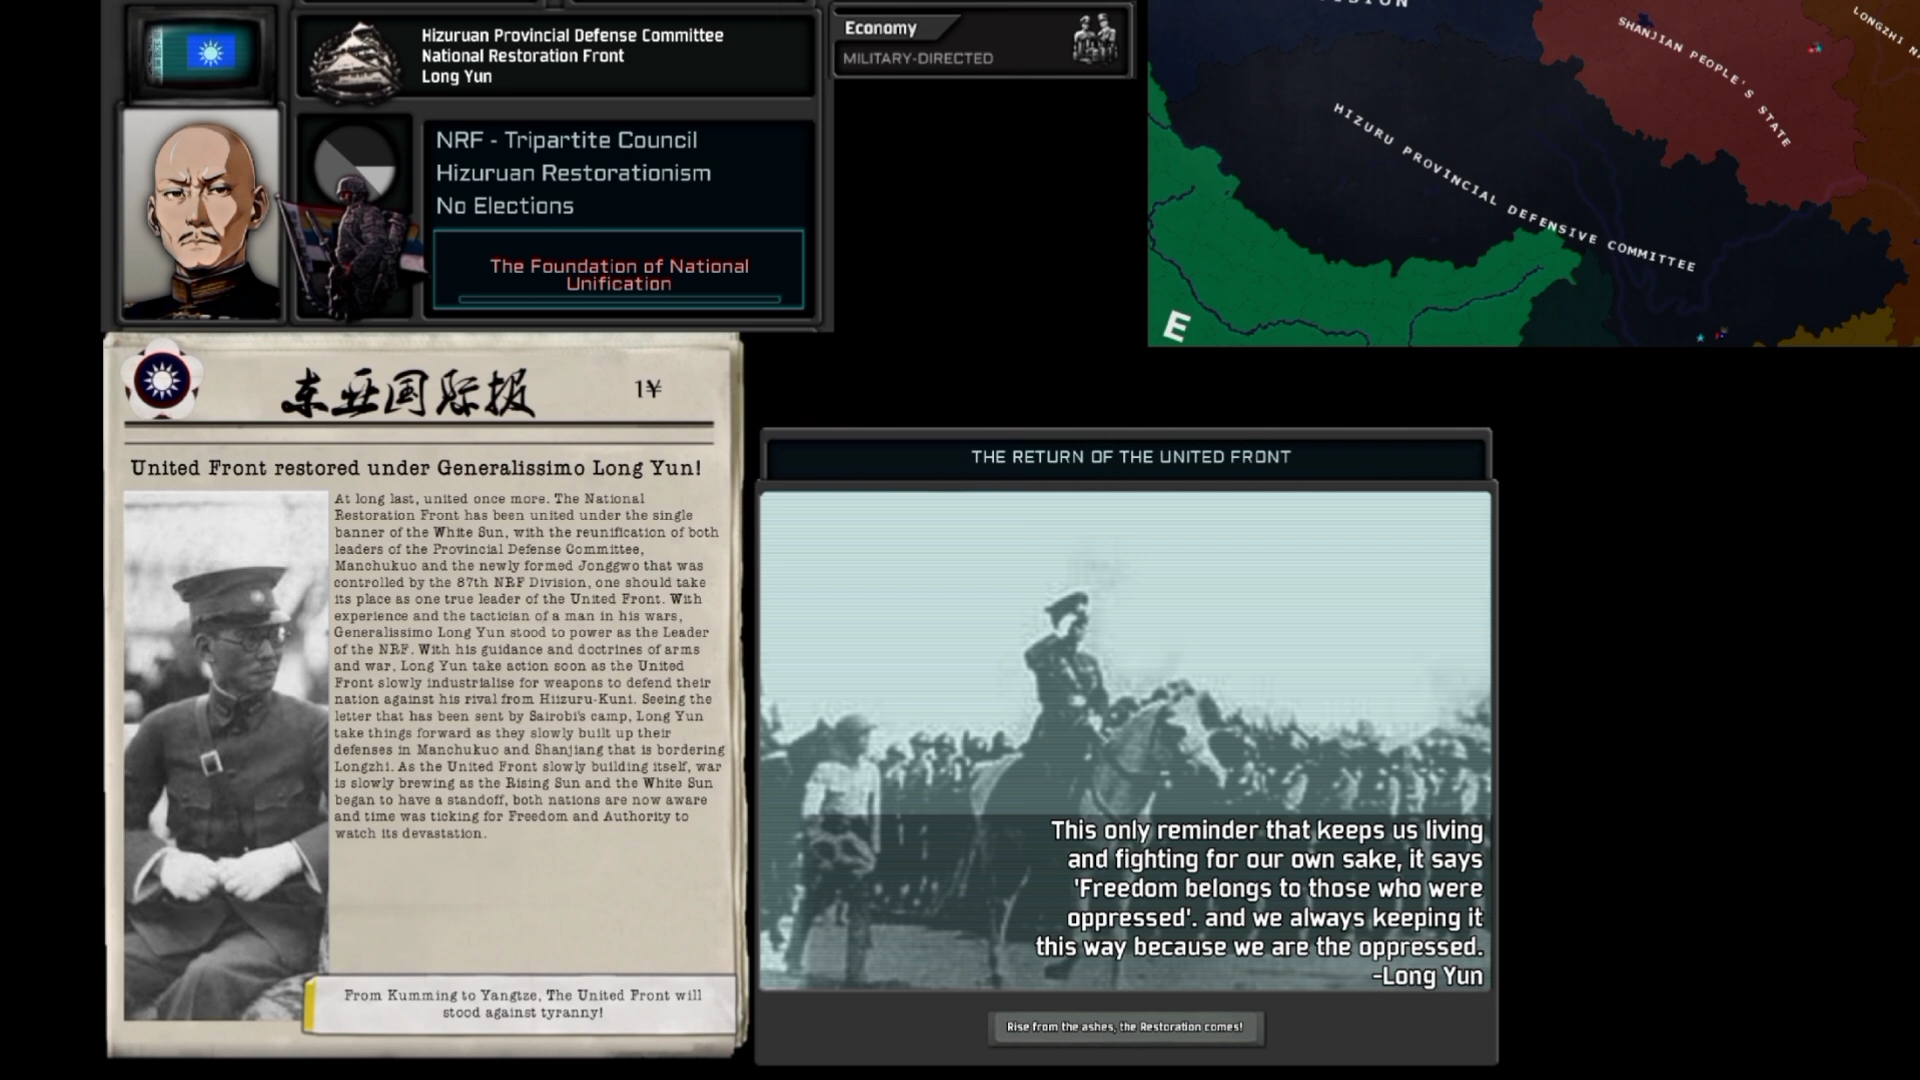 Hizuruan Provincial Defense Committee
National Restoration Front
Long Yun
Economy
MILITARY-DIRECTED
NRF - Tripartite Council
Hizuruan Restorationism
No Elections
The Foundation of National
Unification
SHANJIAN PEOPLE'S STATE
HIZURU PROVINCIAL DEFENSIVE COMMITTEE
E
东亚国际报
1¥
United Front restored under Generalissimo Long Yun!
At long last, united once more. The National
Restoration Front has been united under the single
banner of the White Sun, with the reunification of both
leaders of the Provincial Defense Committee,
Manchukuo and the newly formed Jonggwo that was
controlled by the 87th NRF Division, one should take
its place as one true leader of the United Front. With
experience and the tactician of a man in his wars,
Generalissimo Long Yun stood to power as the Leader
of the NRF. With his guidance and doctrines of arms
and war, Long Yun take action soon as the United
Front slowly industrialise for weapons to defend their
nation against his rival from Hiizuru-Kuni. Seeing the
letter that has been sent by Sairobi's camp, Long Yun
take things forward as they slowly built up their
defenses in Manchukuo and Shanjiang that is bordering
Longzhi. As the United Front slowly building itself, war
is slowly brewing as the Rising Sun and the White Sun
began to have a standoff, both nations are now aware
and time was ticking for Freedom and Authority to
watch its devastation.
From Kumming to Yangtze, The United Front will
stood against tyranny!
THE RETURN OF THE UNITED FRONT
This only reminder that keeps us living
and fighting for our own sake, it says
'Freedom belongs to those who were
oppressed'. and we always keeping it
this way because we are the oppressed.
-Long Yun
Rise from the ashes, the Restoration comes!